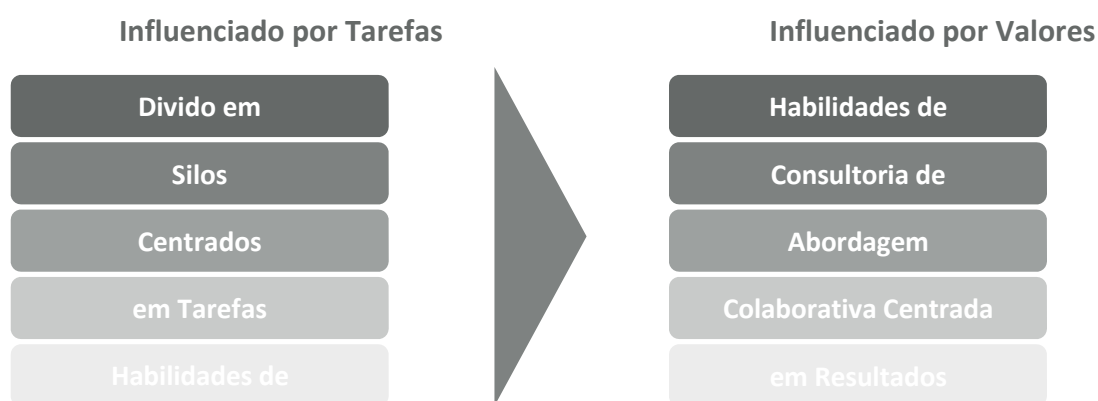 Influenciado por Tarefas
Divido em
Silos
Centrados
em Tarefas
Habilidades de
Influenciado por Valores
Habilidades de
Consultoria de
Abordagem
Colaborativa Centrada
em Resultados